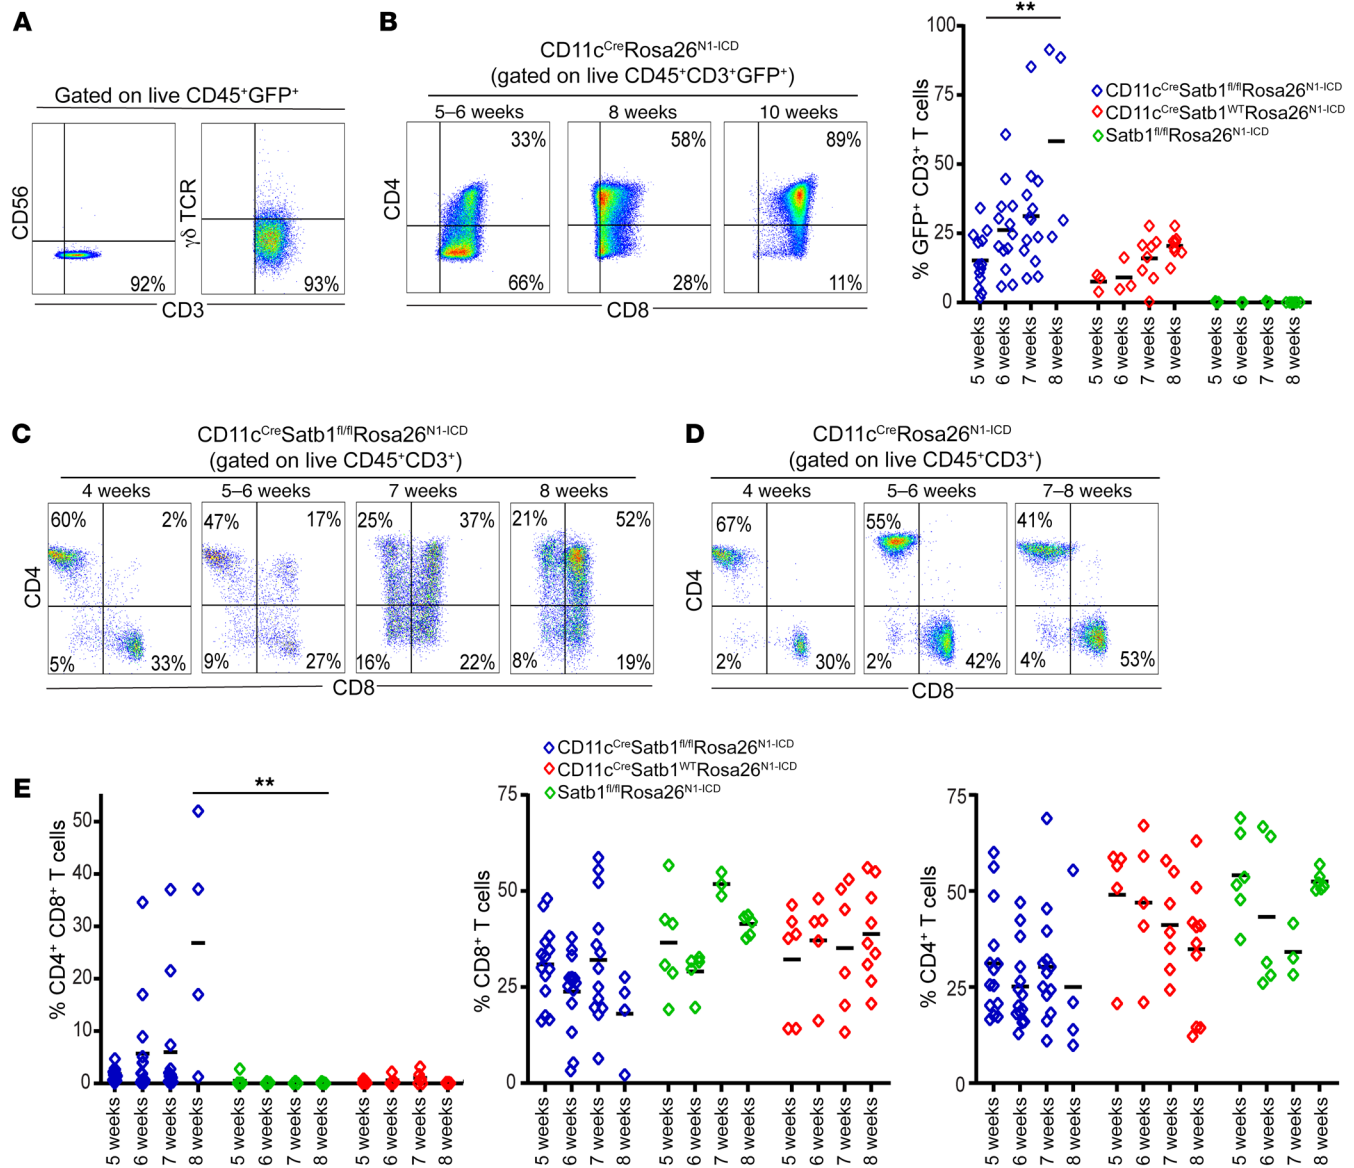 A
Gated on live CD45⁺GFP⁺
CD56
92%
γδ TCR
93%
CD3
B
CD11cᶜʳᵉRosa26ᴺ¹⁻ᴵᶜᴰ
(gated on live CD45⁺CD3⁺GFP⁺)
5–6 weeks
8 weeks
10 weeks
CD4
33%
66%
58%
28%
89%
11%
CD8
**
% GFP⁺ CD3⁺ T cells
100
75
50
25
0
CD11cᶜʳᵉSatb1ᶠˡ/ᶠˡRosa26ᴺ¹⁻ᴵᶜᴰ
CD11cᶜʳᵉSatb1ᵂᵀRosa26ᴺ¹⁻ᴵᶜᴰ
Satb1ᶠˡ/ᶠˡRosa26ᴺ¹⁻ᴵᶜᴰ
5 weeks
6 weeks
7 weeks
8 weeks
5 weeks
6 weeks
7 weeks
8 weeks
5 weeks
6 weeks
7 weeks
8 weeks
C
CD11cᶜʳᵉSatb1ᶠˡ/ᶠˡRosa26ᴺ¹⁻ᴵᶜᴰ
(gated on live CD45⁺CD3⁺)
4 weeks
5–6 weeks
7 weeks
8 weeks
CD4
60%
2%
5%
33%
47%
17%
9%
27%
25%
37%
16%
22%
21%
52%
8%
19%
CD8
D
CD11cᶜʳᵉRosa26ᴺ¹⁻ᴵᶜᴰ
(gated on live CD45⁺CD3⁺)
4 weeks
5–6 weeks
7–8 weeks
CD4
67%
2%
30%
55%
2%
42%
41%
4%
53%
CD8
E
CD11cᶜʳᵉSatb1ᶠˡ/ᶠˡRosa26ᴺ¹⁻ᴵᶜᴰ
CD11cᶜʳᵉSatb1ᵂᵀRosa26ᴺ¹⁻ᴵᶜᴰ
Satb1ᶠˡ/ᶠˡRosa26ᴺ¹⁻ᴵᶜᴰ
**
% CD4⁺ CD8⁺ T cells
50
40
30
20
10
0
5 weeks
6 weeks
7 weeks
8 weeks
5 weeks
6 weeks
7 weeks
8 weeks
5 weeks
6 weeks
7 weeks
8 weeks
% CD8⁺ T cells
75
50
25
0
5 weeks
6 weeks
7 weeks
8 weeks
5 weeks
6 weeks
7 weeks
8 weeks
5 weeks
6 weeks
7 weeks
8 weeks
% CD4⁺ T cells
75
50
25
0
5 weeks
6 weeks
7 weeks
8 weeks
5 weeks
6 weeks
7 weeks
8 weeks
5 weeks
6 weeks
7 weeks
8 weeks